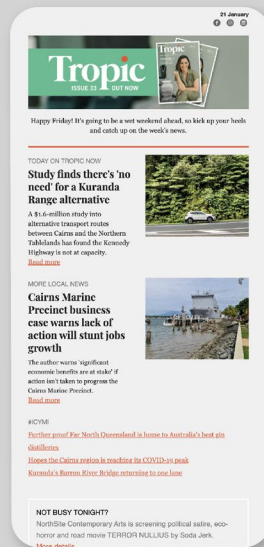 21 January
Tropic
ISSUE 23 OUT NOW
Tropic
Happy Friday! It's going to be a wet weekend ahead, so kick up your heels
and catch up on the week's news.
TODAY ON TROPIC NOW
Study finds there's 'no
need' for a Kuranda
Range alternative
A $1.6-million study into
alternative transport routes
between Cairns and the Northern
Tablelands has found the Kennedy
Highway is not at capacity.
Read more
MORE LOCAL NEWS
Cairns Marine
Precinct business
case warns lack of
action will stunt jobs
growth
The author warns 'significant
economic benefits are at stake' if
action isn't taken to progress the
Cairns Marine Precinct.
Read more
#ICYMI
Further proof Far North Queensland is home to Australia's best gin
distilleries
Hopes the Cairns region is reaching its COVID-19 peak
Kuranda's Barron River Bridge returning to one lane
NOT BUSY TONIGHT?
NorthSite Contemporary Arts is screening political satire, eco-
horror and road movie TERROR NULLIUS by Soda Jerk.
More details